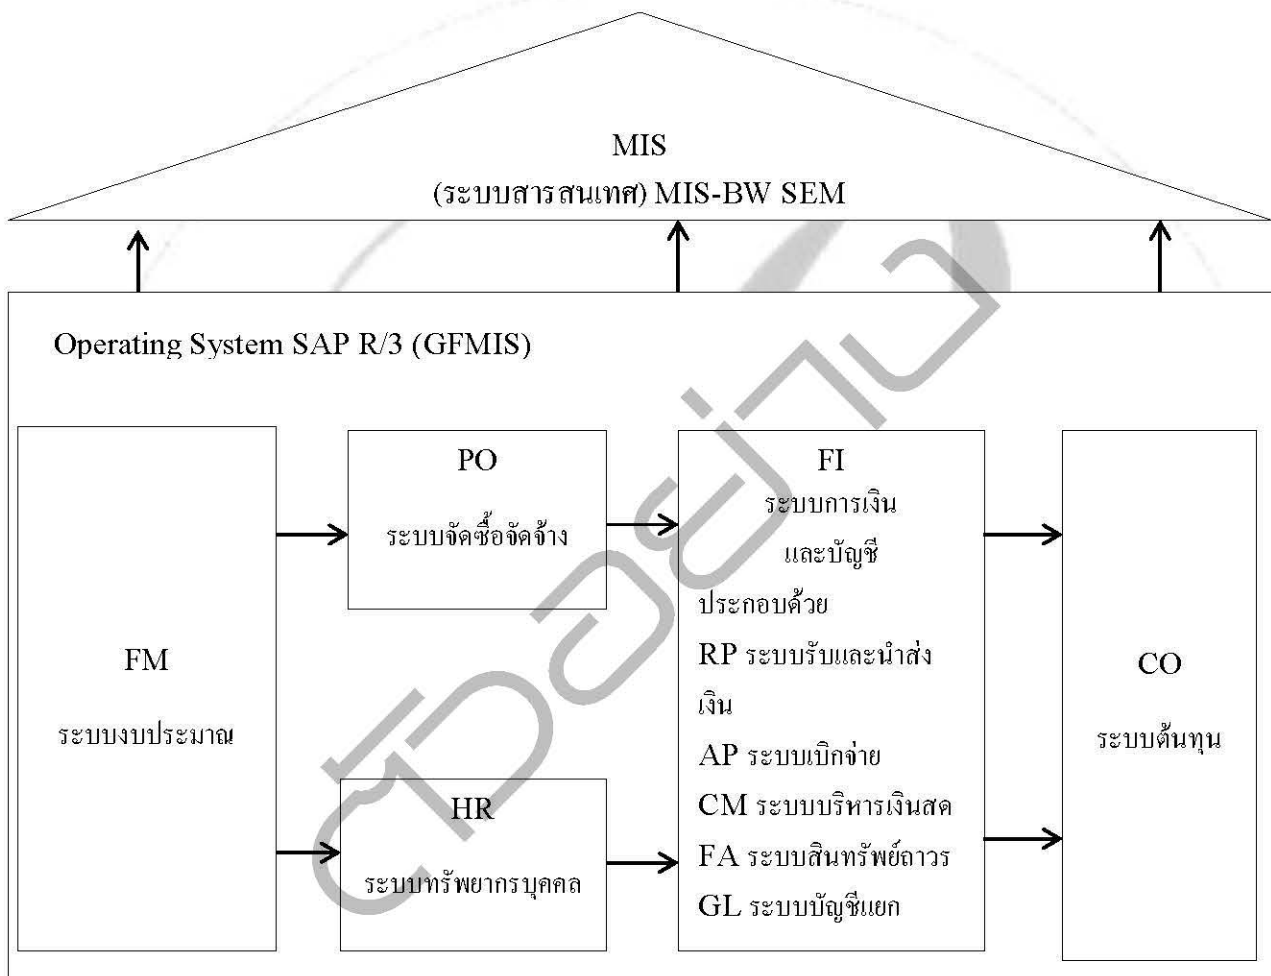 MIS
(ระบบสารสนเทศ) MIS-BW SEM
Operating System SAP R/3 (GFMIS)
FM
ระบบงบประมาณ
PO
ระบบจัดซื้อจัดจ้าง
HR
ระบบทรัพยากรบุคคล
FI
ระบบการเงิน
และบัญชี
ประกอบด้วย
RP ระบบรับและนำส่ง
เงิน
AP ระบบเบิกจ่าย
CM ระบบบริหารเงินสด
FA ระบบสินทรัพย์ถาวร
GL ระบบบัญชีแยก
CO
ระบบต้นทุน
ตัวอย่าง